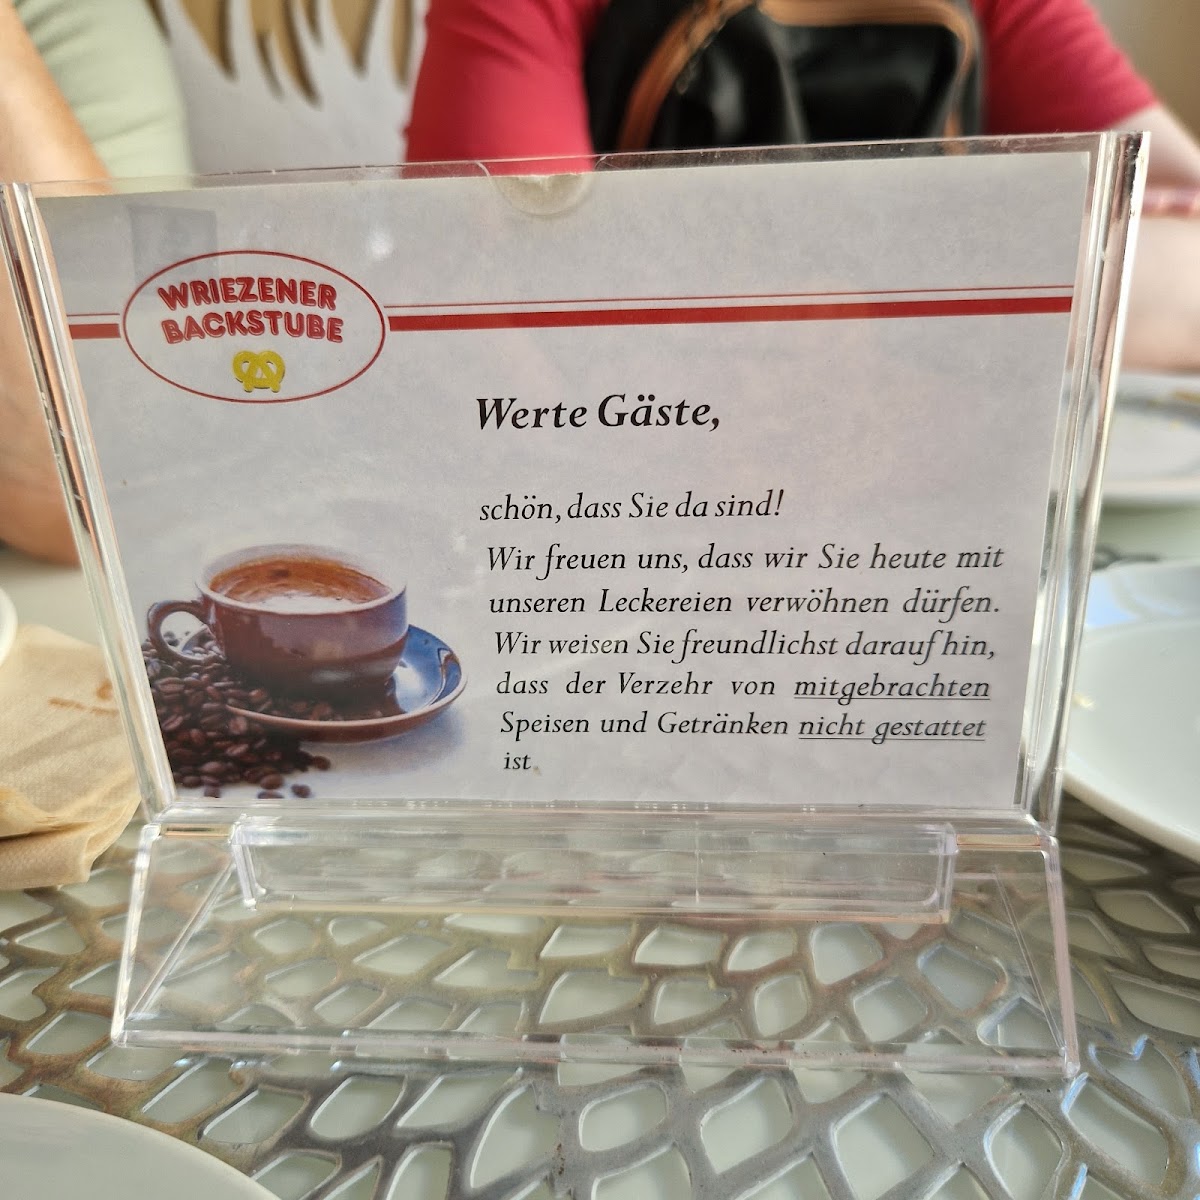 WRIEZENER
BACKSTUBE
Werte Gäste,
schön, dass Sie da sind!
Wir freuen uns, dass wir Sie heute mit
unseren Leckereien verwöhnen dürfen.
Wir weisen Sie freundlichst darauf hin,
dass der Verzehr von mitgebrachten
Speisen und Getränken nicht gestattet
ist.